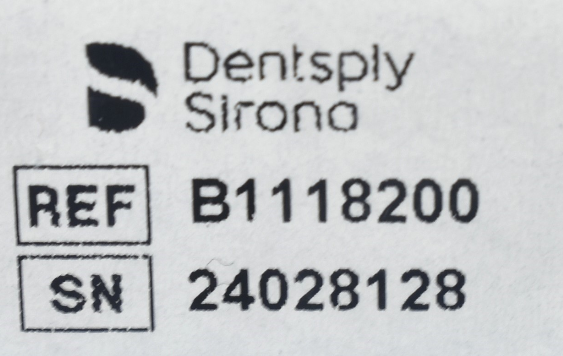 Dentsply
Sirona
REF B1118200
SN 24028128